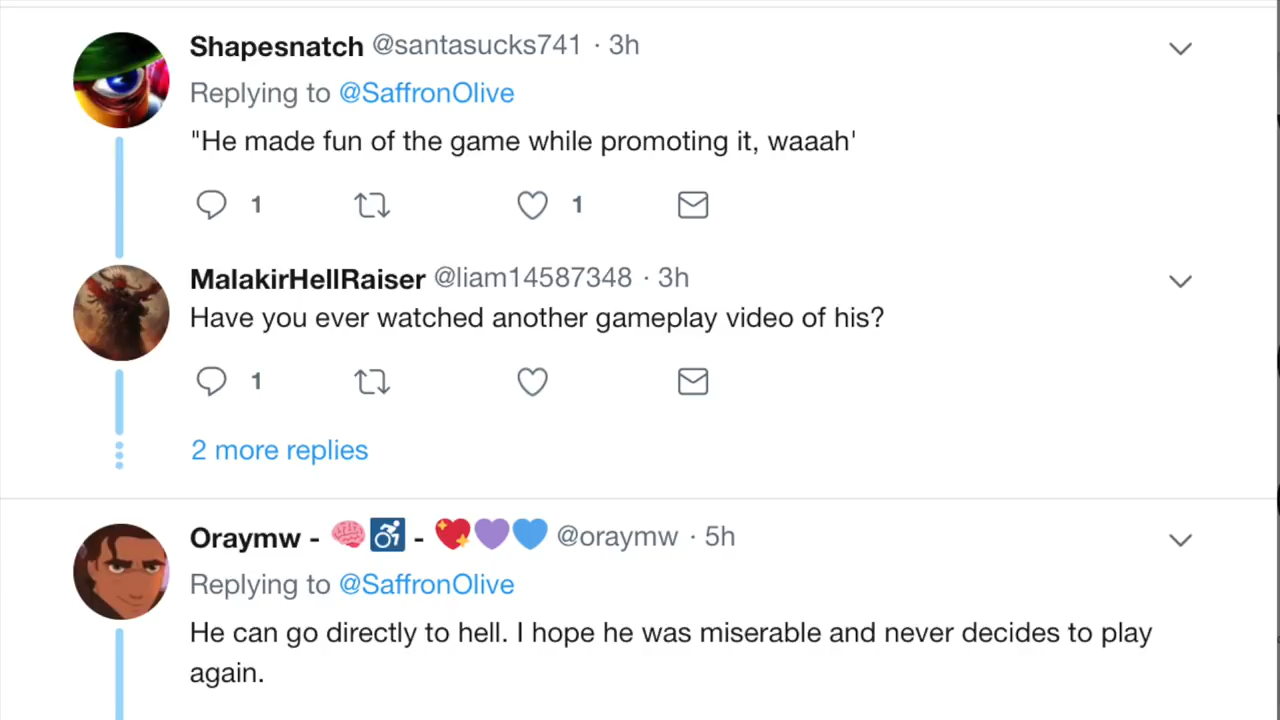 Shapesnatch @santasucks741 · 3h
Replying to @SaffronOlive
"He made fun of the game while promoting it, waaah'
1 1
MalakirHellRaiser @liam14587348 · 3h
Have you ever watched another gameplay video of his?
1
2 more replies
Oraymw - 🧠♿ - 💖💜💙 @oraymw · 5h
Replying to @SaffronOlive
He can go directly to hell. I hope he was miserable and never decides to play
again.